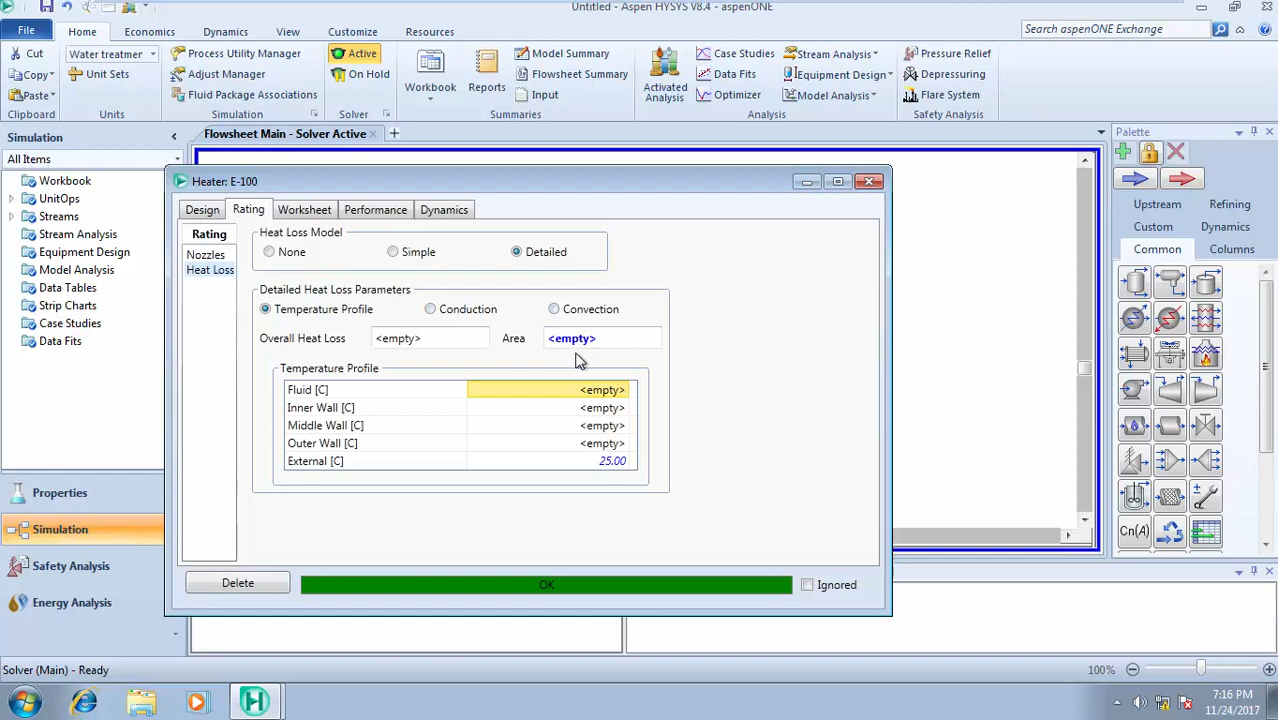 Untitled - Aspen HYSYS V8.4 - aspenONE
File
Home
Economics
Dynamics
View
Customize
Resources
Search aspenONE Exchange
Cut
Copy
Paste
Clipboard
Water treatmer
Unit Sets
Units
Process Utility Manager
Adjust Manager
Fluid Package Associations
Simulation
Active
On Hold
Solver
Workbook
Reports
Model Summary
Flowsheet Summary
Input
Summaries
Activated
Analysis
Case Studies
Data Fits
Optimizer
Stream Analysis
Equipment Design
Model Analysis
Analysis
Pressure Relief
Depressuring
Flare System
Safety Analysis
Simulation
All Items
Workbook
UnitOps
Streams
Stream Analysis
Equipment Design
Model Analysis
Data Tables
Strip Charts
Case Studies
Data Fits
Properties
Simulation
Safety Analysis
Energy Analysis
Flowsheet Main - Solver Active
Heater: E-100
Design
Rating
Worksheet
Performance
Dynamics
Rating
Nozzles
Heat Loss
Heat Loss Model
None
Simple
Detailed
Detailed Heat Loss Parameters
Temperature Profile
Conduction
Convection
Overall Heat Loss <empty> Area <empty>
Temperature Profile
Fluid [C] <empty>
Inner Wall [C] <empty>
Middle Wall [C] <empty>
Outer Wall [C] <empty>
External [C] 25.00
Delete
OK
Ignored
Palette
Upstream
Refining
Custom
Dynamics
Common
Columns
Cn(A)
Solver (Main) - Ready
100%
7:16 PM
11/24/2017